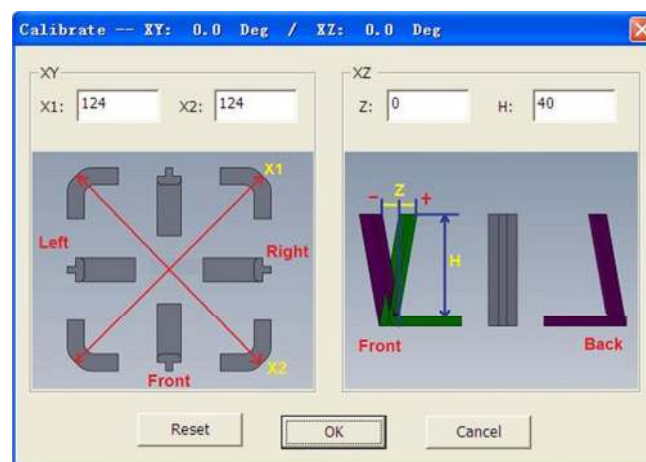 Calibrate -- XY: 0.0 Deg / XZ: 0.0 Deg
XY
X1: 124 X2: 124
X1
Left
Right
Front
X2
XZ
Z: 0 H: 40
- Z +
H
Front
Back
Reset
OK
Cancel